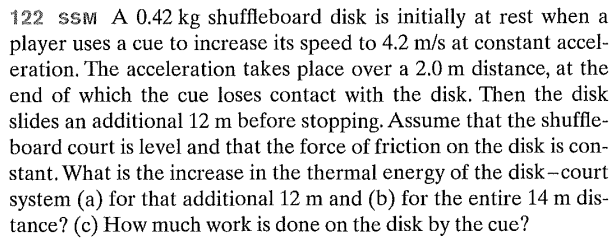 122 SSM A 0.42 kg shuffleboard disk is initially at rest when a
player uses a cue to increase its speed to 4.2 m/s at constant accel-
eration. The acceleration takes place over a 2.0 m distance, at the
end of which the cue loses contact with the disk. Then the disk
slides an additional 12 m before stopping. Assume that the shuffle-
board court is level and that the force of friction on the disk is con-
stant. What is the increase in the thermal energy of the disk–court
system (a) for that additional 12 m and (b) for the entire 14 m dis-
tance? (c) How much work is done on the disk by the cue?